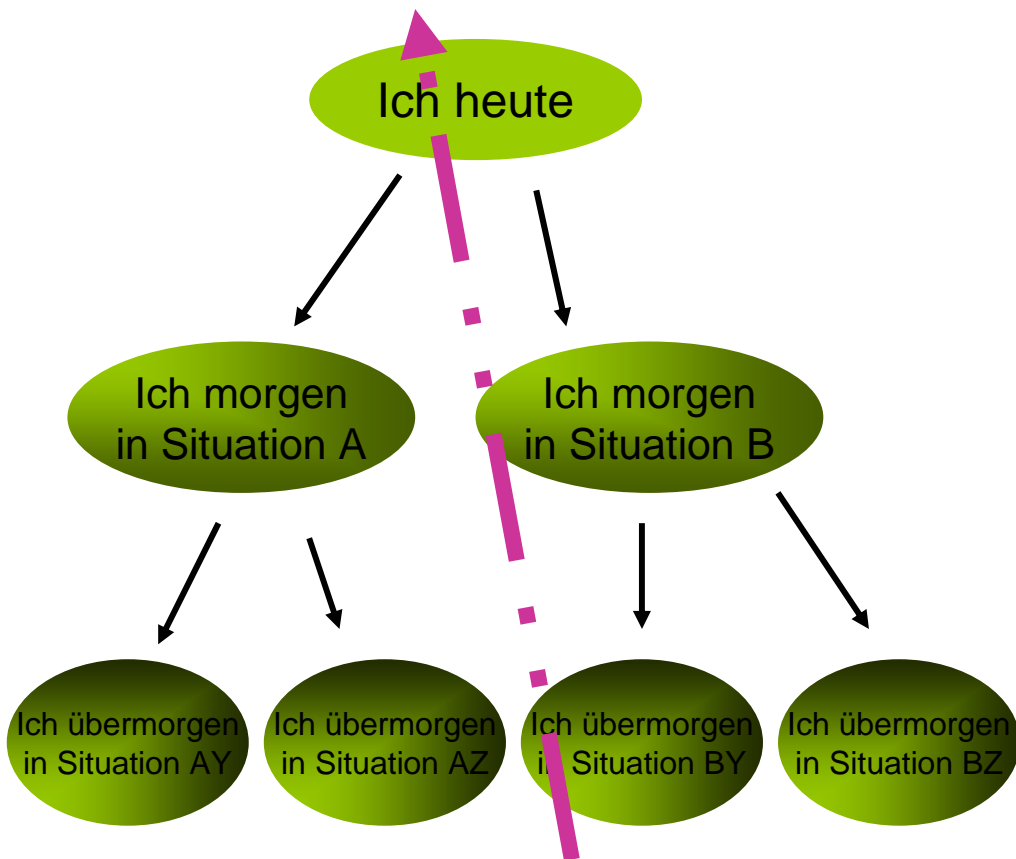 Ich heute
Ich morgen
in Situation A
Ich morgen
in Situation B
Ich übermorgen
in Situation AY
Ich übermorgen
in Situation AZ
Ich übermorgen
in Situation BY
Ich übermorgen
in Situation BZ